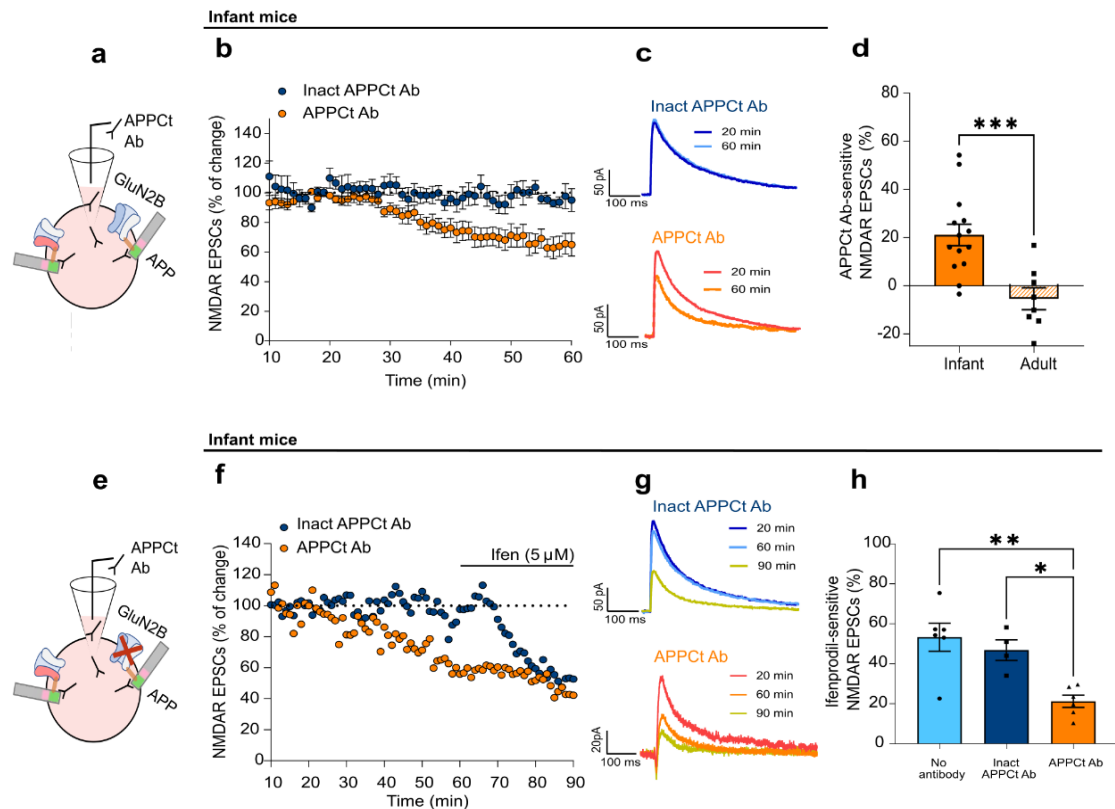 Infant mice
a
APPCt
Ab
GluN2B
APP
b
Inact APPCt Ab
APPCt Ab
NMDAR EPSCs (% of change)
140
120
100
80
60
40
20
0
10 20 30 40 50 60
Time (min)
c
Inact APPCt Ab
20 min
60 min
50 pA
100 ms
APPCt Ab
20 min
60 min
50 pA
100 ms
d
APPCt Ab-sensitive
NMDAR EPSCs (%)
80
60
40
20
0
-20
***
Infant Adult
Infant mice
e
APPCt
Ab
GluN2B
APP
f
Inact APPCt Ab
APPCt Ab
Ifen (5 µM)
NMDAR EPSCs (% of change)
140
120
100
80
60
40
20
0
10 20 30 40 50 60 70 80 90
Time (min)
g
Inact APPCt Ab
20 min
60 min
90 min
50 pA
100 ms
APPCt Ab
20 min
60 min
90 min
20pA
100 ms
h
Ifenprodil-sensitive
NMDAR EPSCs (%)
100
80
60
40
20
0
**
*
No
antibody
Inact
APPCt Ab
APPCt Ab